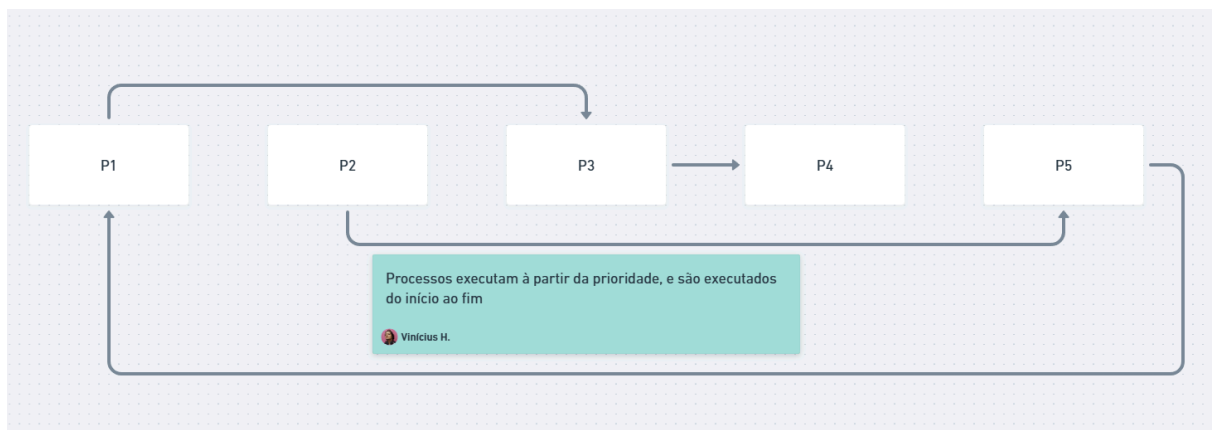 P1
P2
P3
P4
P5
Processos executam à partir da prioridade, e são executados
do início ao fim
Vinícius H.